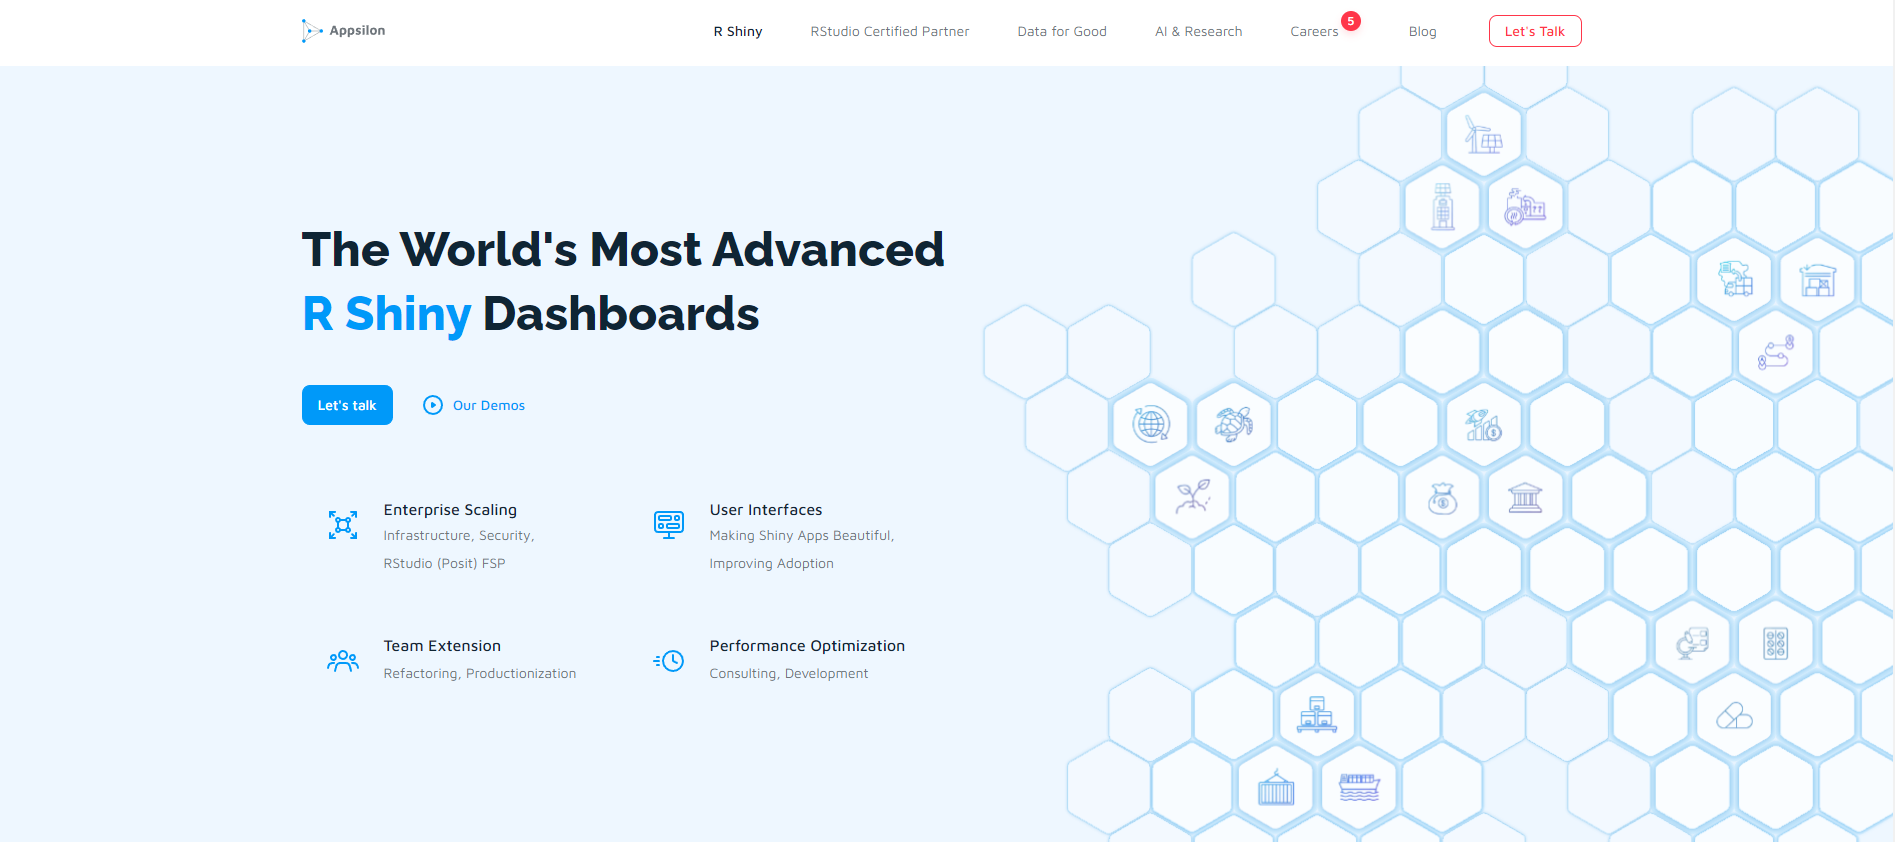 Appsilon
R Shiny
RStudio Certified Partner
Data for Good
AI & Research
Careers
5
Blog
Let's Talk
The World's Most Advanced
R Shiny Dashboards
Let's talk
Our Demos
Enterprise Scaling
Infrastructure, Security,
RStudio (Posit) FSP
User Interfaces
Making Shiny Apps Beautiful,
Improving Adoption
Team Extension
Refactoring, Productionization
Performance Optimization
Consulting, Development